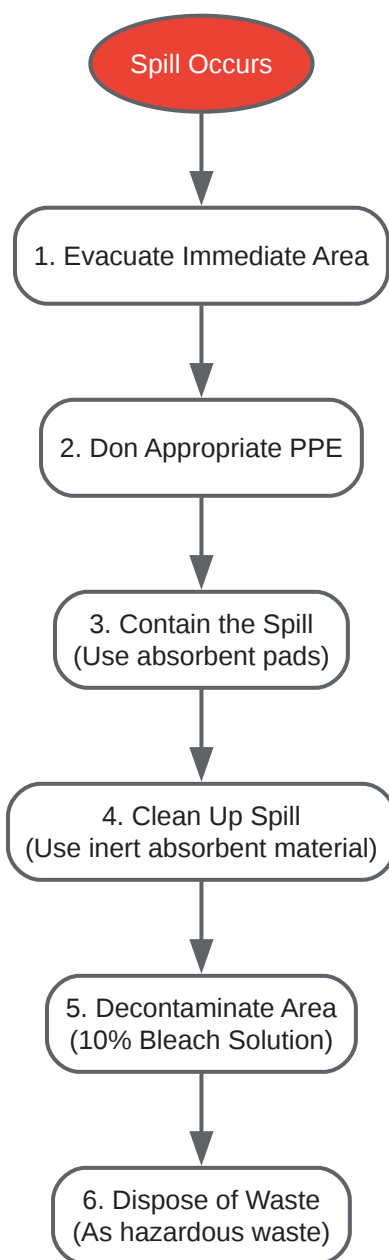 Spill Occurs
1. Evacuate Immediate Area
2. Don Appropriate PPE
3. Contain the Spill
(Use absorbent pads)
4. Clean Up Spill
(Use inert absorbent material)
5. Decontaminate Area
(10% Bleach Solution)
6. Dispose of Waste
(As hazardous waste)